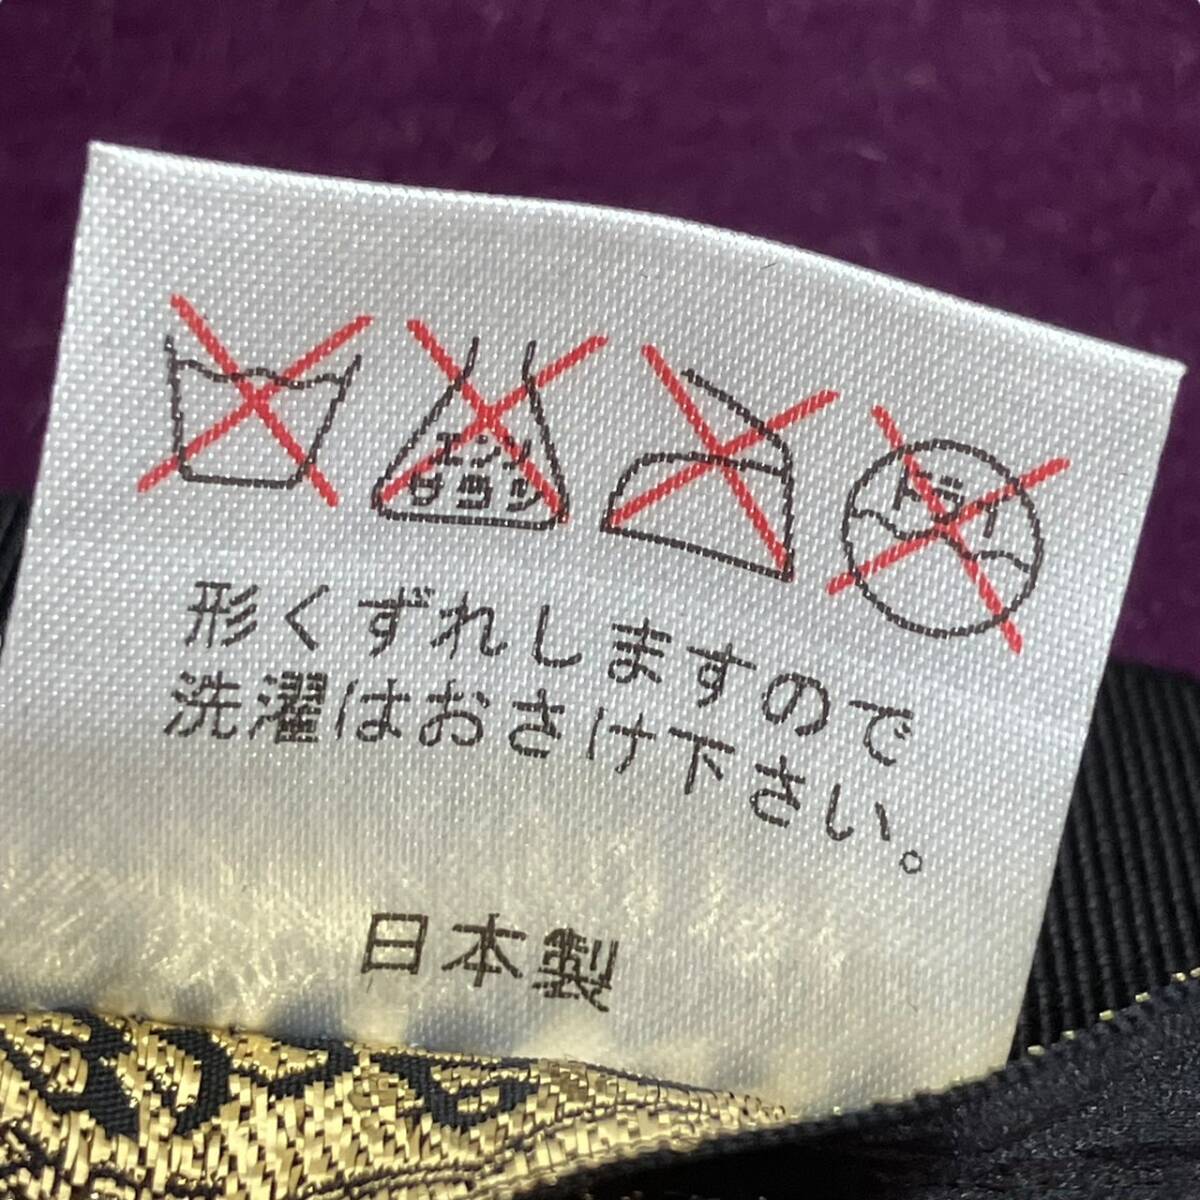 エンソ
サラシ
ドライ
形くずれしますので
洗濯はおさけ下さい。
日本製